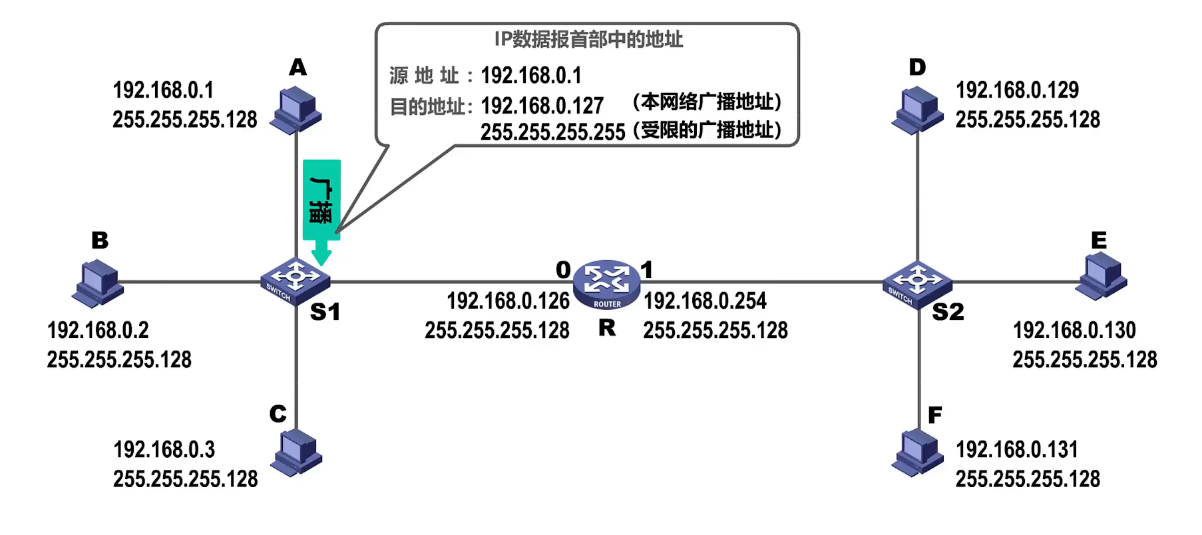 IP数据报首部中的地址
源 地 址 : 192.168.0.1
目的地址: 192.168.0.127 (本网络广播地址)
255.255.255.255 (受限的广播地址)
A
192.168.0.1
255.255.255.128
D
192.168.0.129
255.255.255.128
广播
B
192.168.0.2
255.255.255.128
SWITCH
S1
0
1
192.168.0.126
255.255.255.128
ROUTER
R
192.168.0.254
255.255.255.128
SWITCH
S2
E
192.168.0.130
255.255.255.128
C
192.168.0.3
255.255.255.128
F
192.168.0.131
255.255.255.128